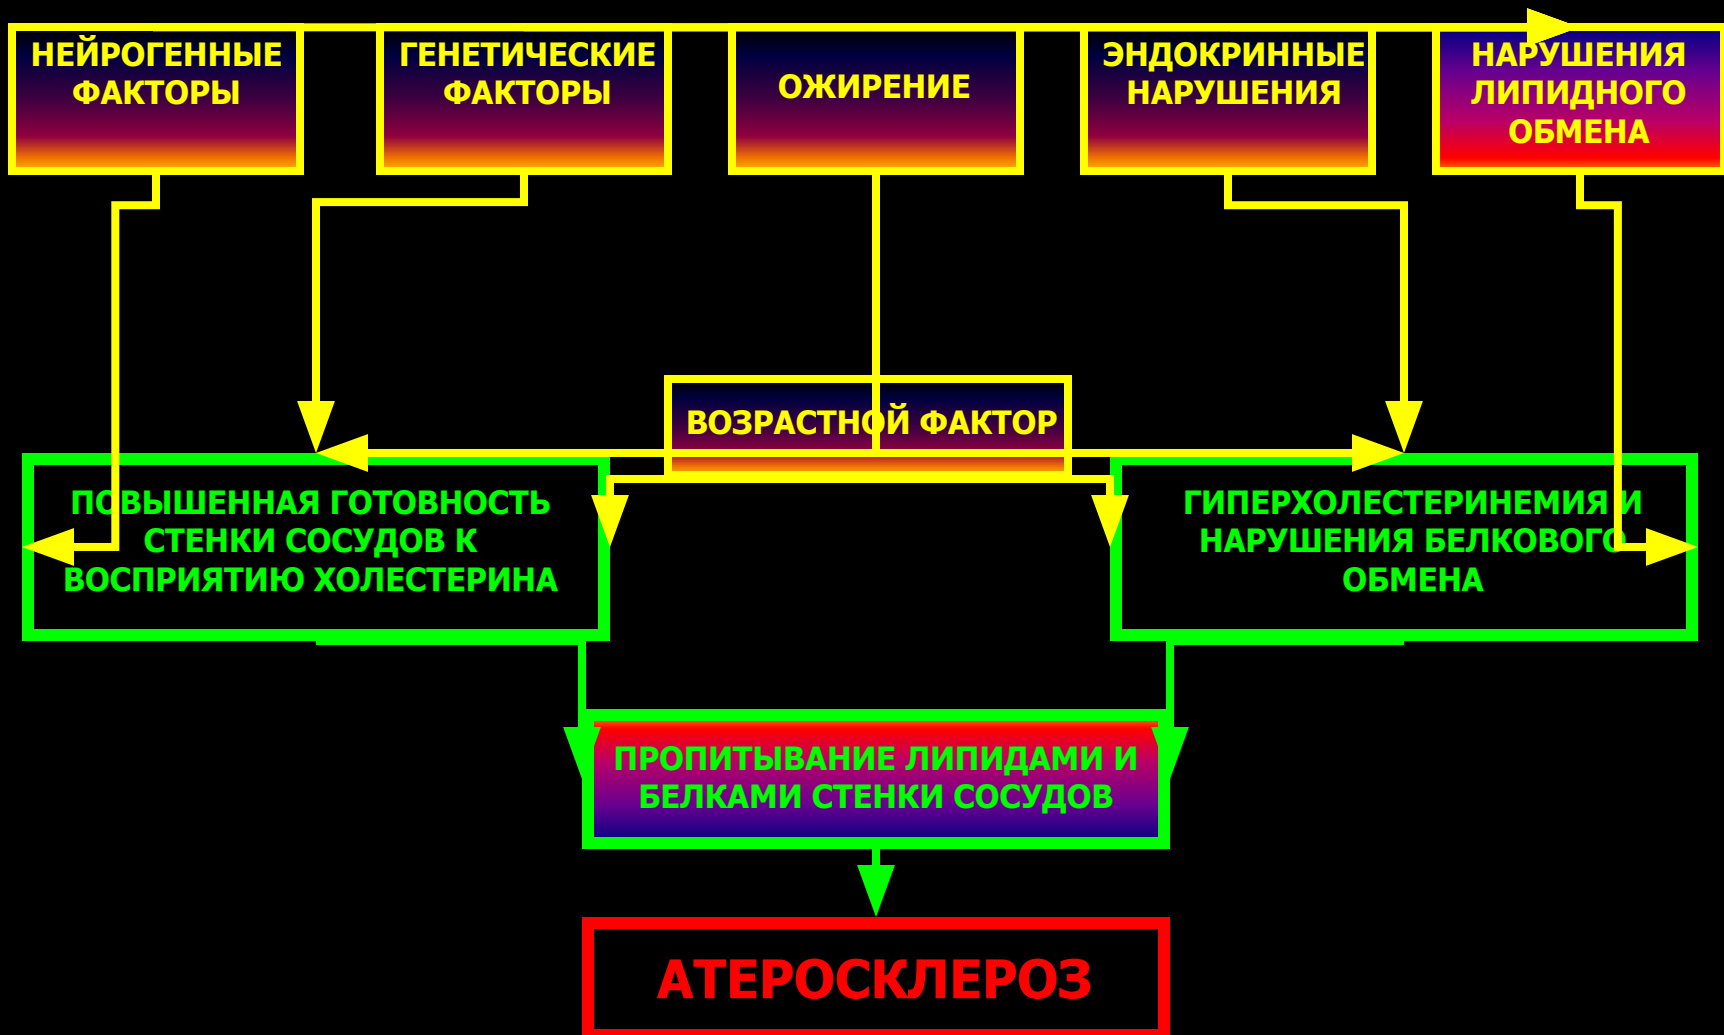 НЕЙРОГЕННЫЕ
ФАКТОРЫ
ГЕНЕТИЧЕСКИЕ
ФАКТОРЫ
ОЖИРЕНИЕ
ЭНДОКРИННЫЕ
НАРУШЕНИЯ
НАРУШЕНИЯ
ЛИПИДНОГО
ОБМЕНА
ВОЗРАСТНОЙ ФАКТОР
ПОВЫШЕННАЯ ГОТОВНОСТЬ
СТЕНКИ СОСУДОВ К
ВОСПРИЯТИЮ ХОЛЕСТЕРИНА
ГИПЕРХОЛЕСТЕРИНЕМИЯ И
НАРУШЕНИЯ БЕЛКОВОГО
ОБМЕНА
ПРОПИТЫВАНИЕ ЛИПИДАМИ И
БЕЛКАМИ СТЕНКИ СОСУДОВ
АТЕРОСКЛЕРОЗ